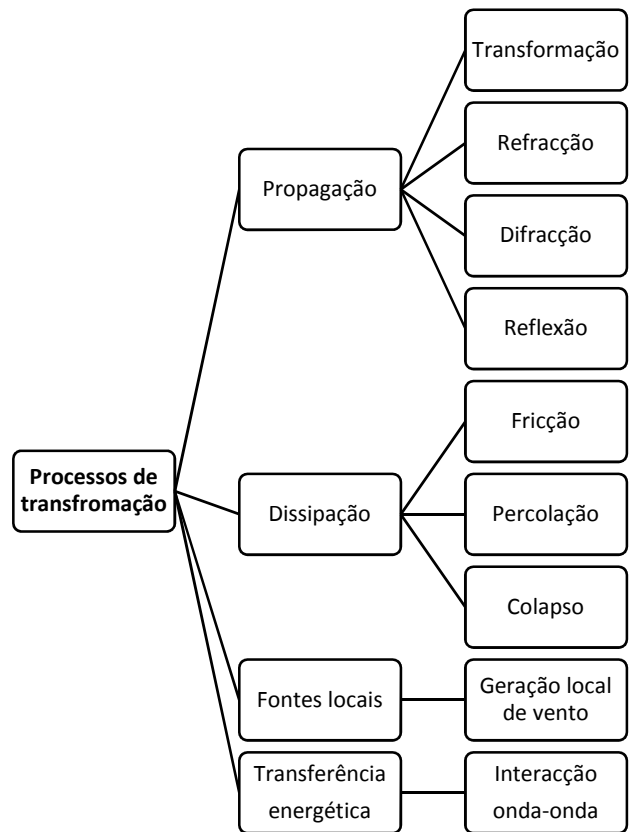 Processos de
transfromação
Propagação
Transformação
Refracção
Difracção
Reflexão
Dissipação
Fricção
Percolação
Colapso
Fontes locais
Geração local
de vento
Transferência
energética
Interacção
onda-onda